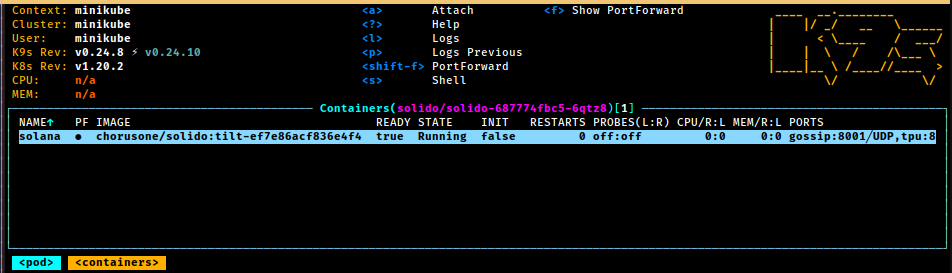 Context: minikube <a> Attach <f> Show PortForward
Cluster: minikube <?> Help
User: minikube <l> Logs
K9s Rev: v0.24.8 ⚡ v0.24.10 <p> Logs Previous
K8s Rev: v1.20.2 <shift-f> PortForward
CPU: n/a <s> Shell
MEM: n/a
Containers(solido/solido-687774fbc5-6qtz8)[1]
NAME↑ PF IMAGE READY STATE INIT RESTARTS PROBES(L:R) CPU/R:L MEM/R:L PORTS
solana ● chorusone/solido:tilt-ef7e86acf836e4f4 true Running false 0 off:off 0:0 0:0 gossip:8001/UDP,tpu:8
<pod> <containers>